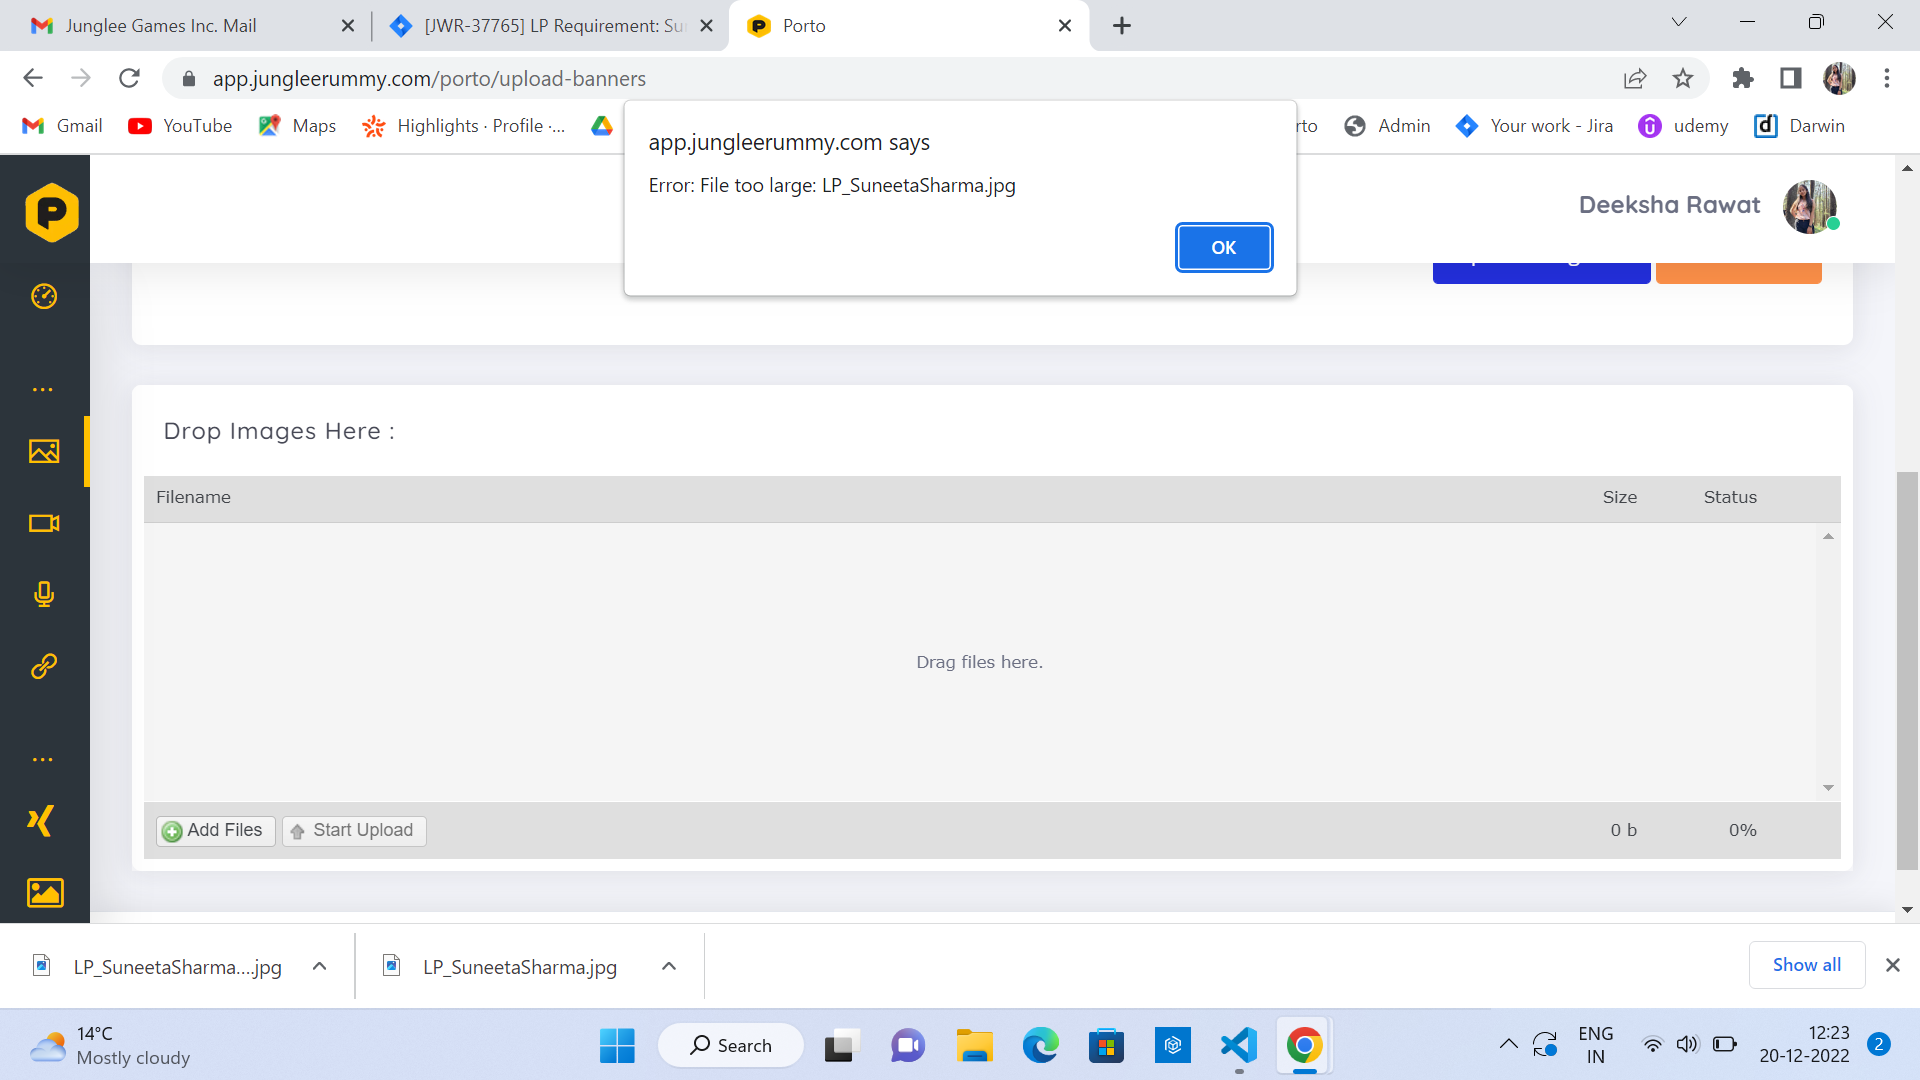 Junglee Games Inc. Mail
[JWR-37765] LP Requirement: Su
Porto
app.jungleerummy.com/porto/upload-banners
Gmail
YouTube
Maps
Highlights · Profile ·...
rto
Admin
Your work - Jira
udemy
Darwin
app.jungleerummy.com says
Error: File too large: LP_SuneetaSharma.jpg
OK
Deeksha Rawat
Drop Images Here :
Filename
Size
Status
Drag files here.
Add Files
Start Upload
0 b
0%
LP_SuneetaSharma....jpg
LP_SuneetaSharma.jpg
Show all
14°C
Mostly cloudy
Search
ENG
IN
12:23
20-12-2022
2